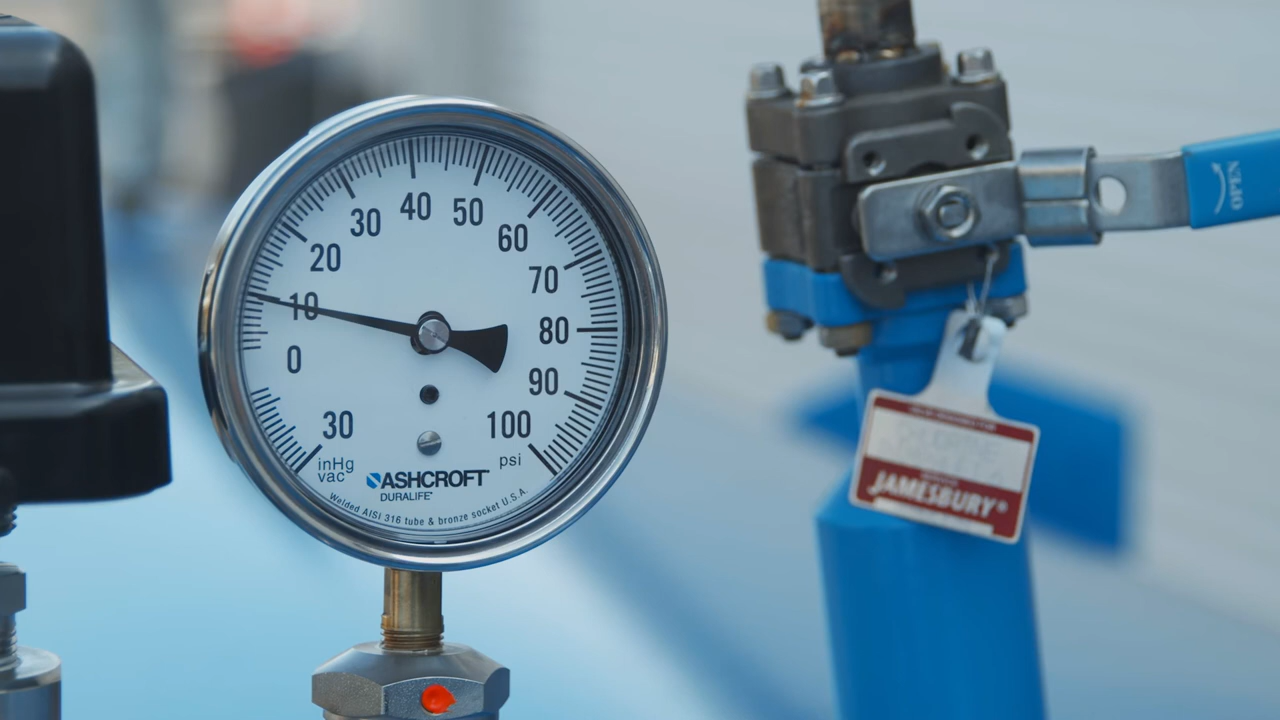 40
30
50
20
60
70
10
80
0
90
30
100
inHg
vac
psi
ASHCROFT
DURALIFE
Welded AISI 316 tube & bronze socket U.S.A.
OPEN
JAMESBURY®